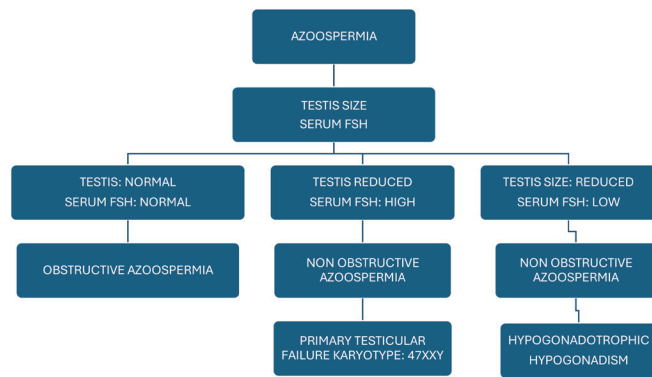 AZOOSPERMIA
TESTIS SIZE
SERUM FSH
TESTIS: NORMAL
SERUM FSH: NORMAL
TESTIS REDUCED
SERUM FSH: HIGH
TESTIS SIZE: REDUCED
SERUM FSH: LOW
OBSTRUCTIVE AZOOSPERMIA
NON OBSTRUCTIVE
AZOOSPERMIA
NON OBSTRUCTIVE
AZOOSPERMIA
PRIMARY TESTICULAR
FAILURE KARYOTYPE: 47XXY
HYPOGONADOTROPHIC
HYPOGONADISM